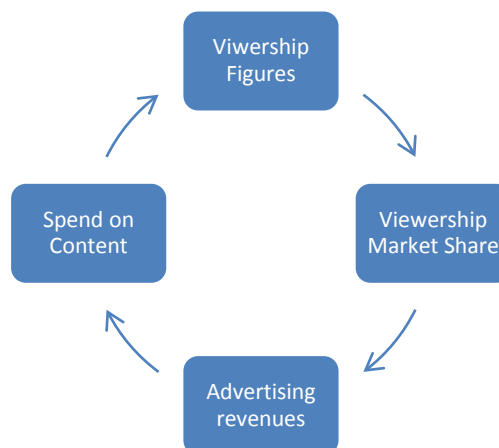 Viwership
Figures
Viewership
Market Share
Advertising
revenues
Spend on
Content